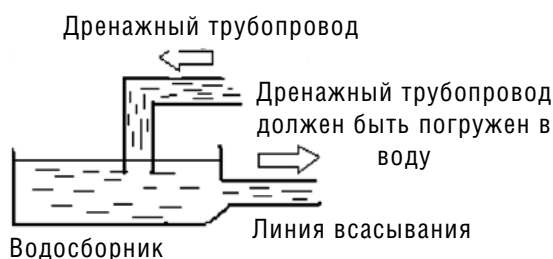 Дренажный трубопровод
Дренажный трубопровод
должен быть погружен в
воду
Линия всасывания
Водосборник